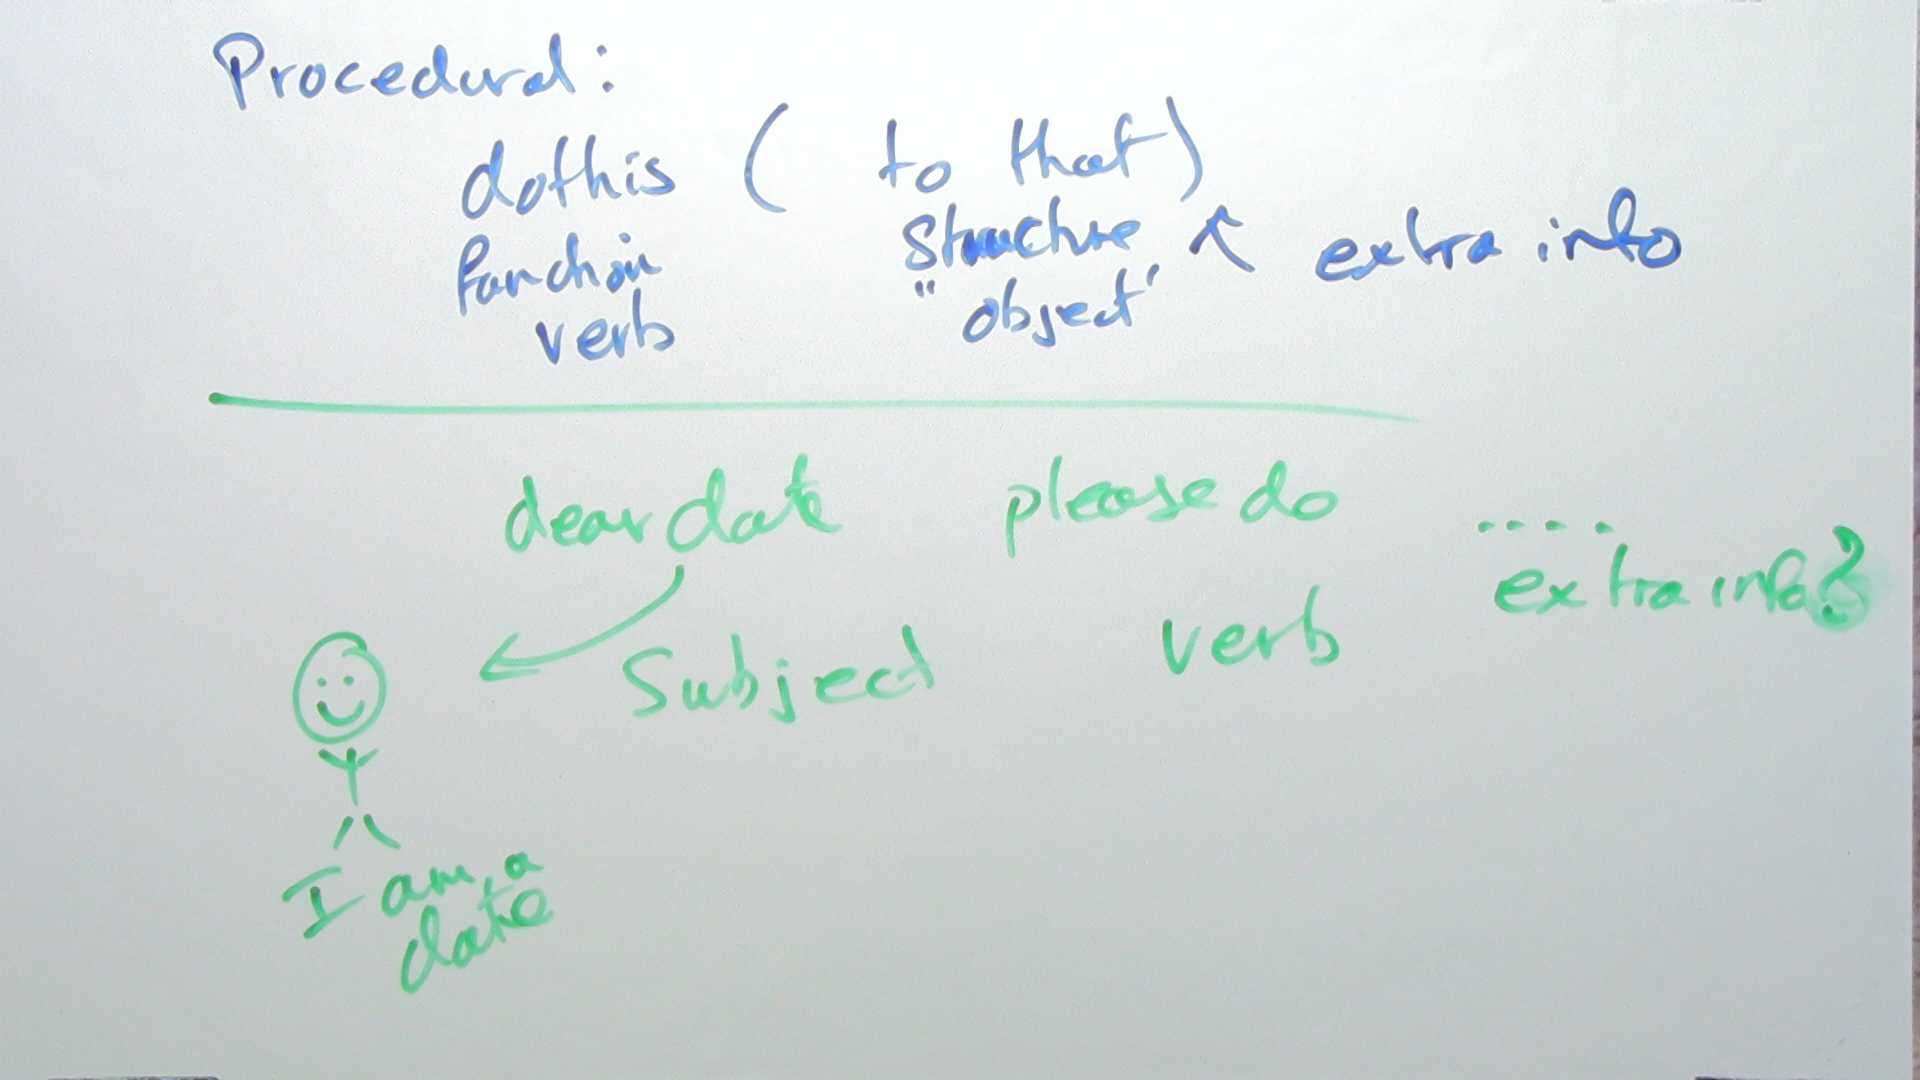 Procedural:
dothis ( to that)
function structure ↖ extra info
verb "object"
dear date please do ....
extra info?
Subject verb
I am a
date